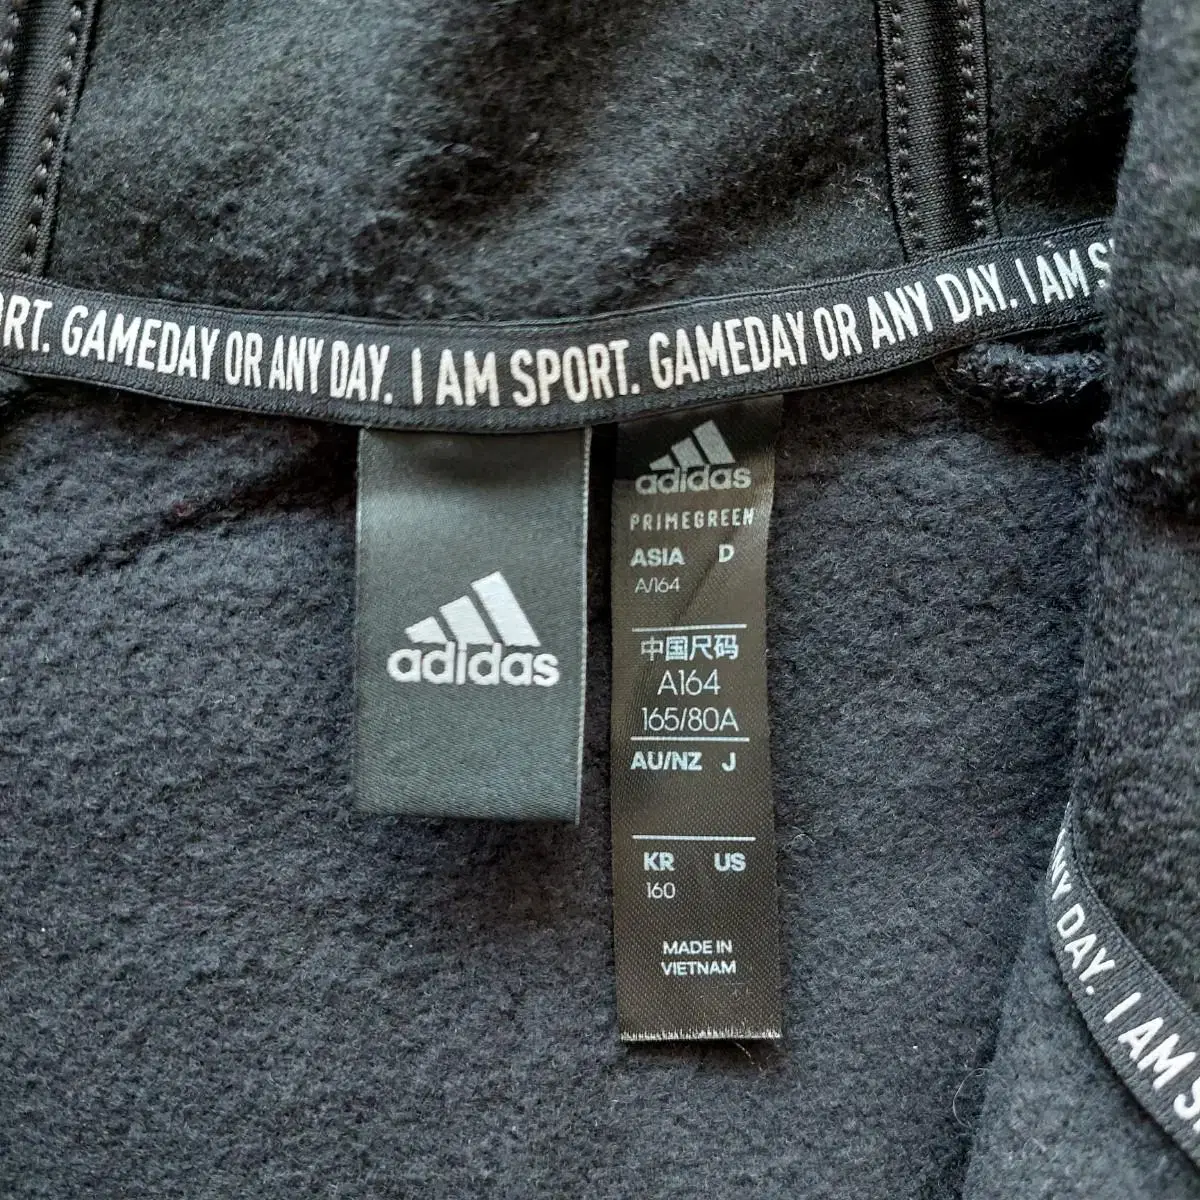 ORT. GAMEDAY OR ANY DAY. I AM SPORT. GAMEDAY OR ANY DAY. I AM S
adidas
adidas
PRIMEGREEN
ASIA D
A/164
中国尺码
A164
165/80A
AU/NZ J
KR US
160
MADE IN
VIETNAM
ANY DAY. I AM S